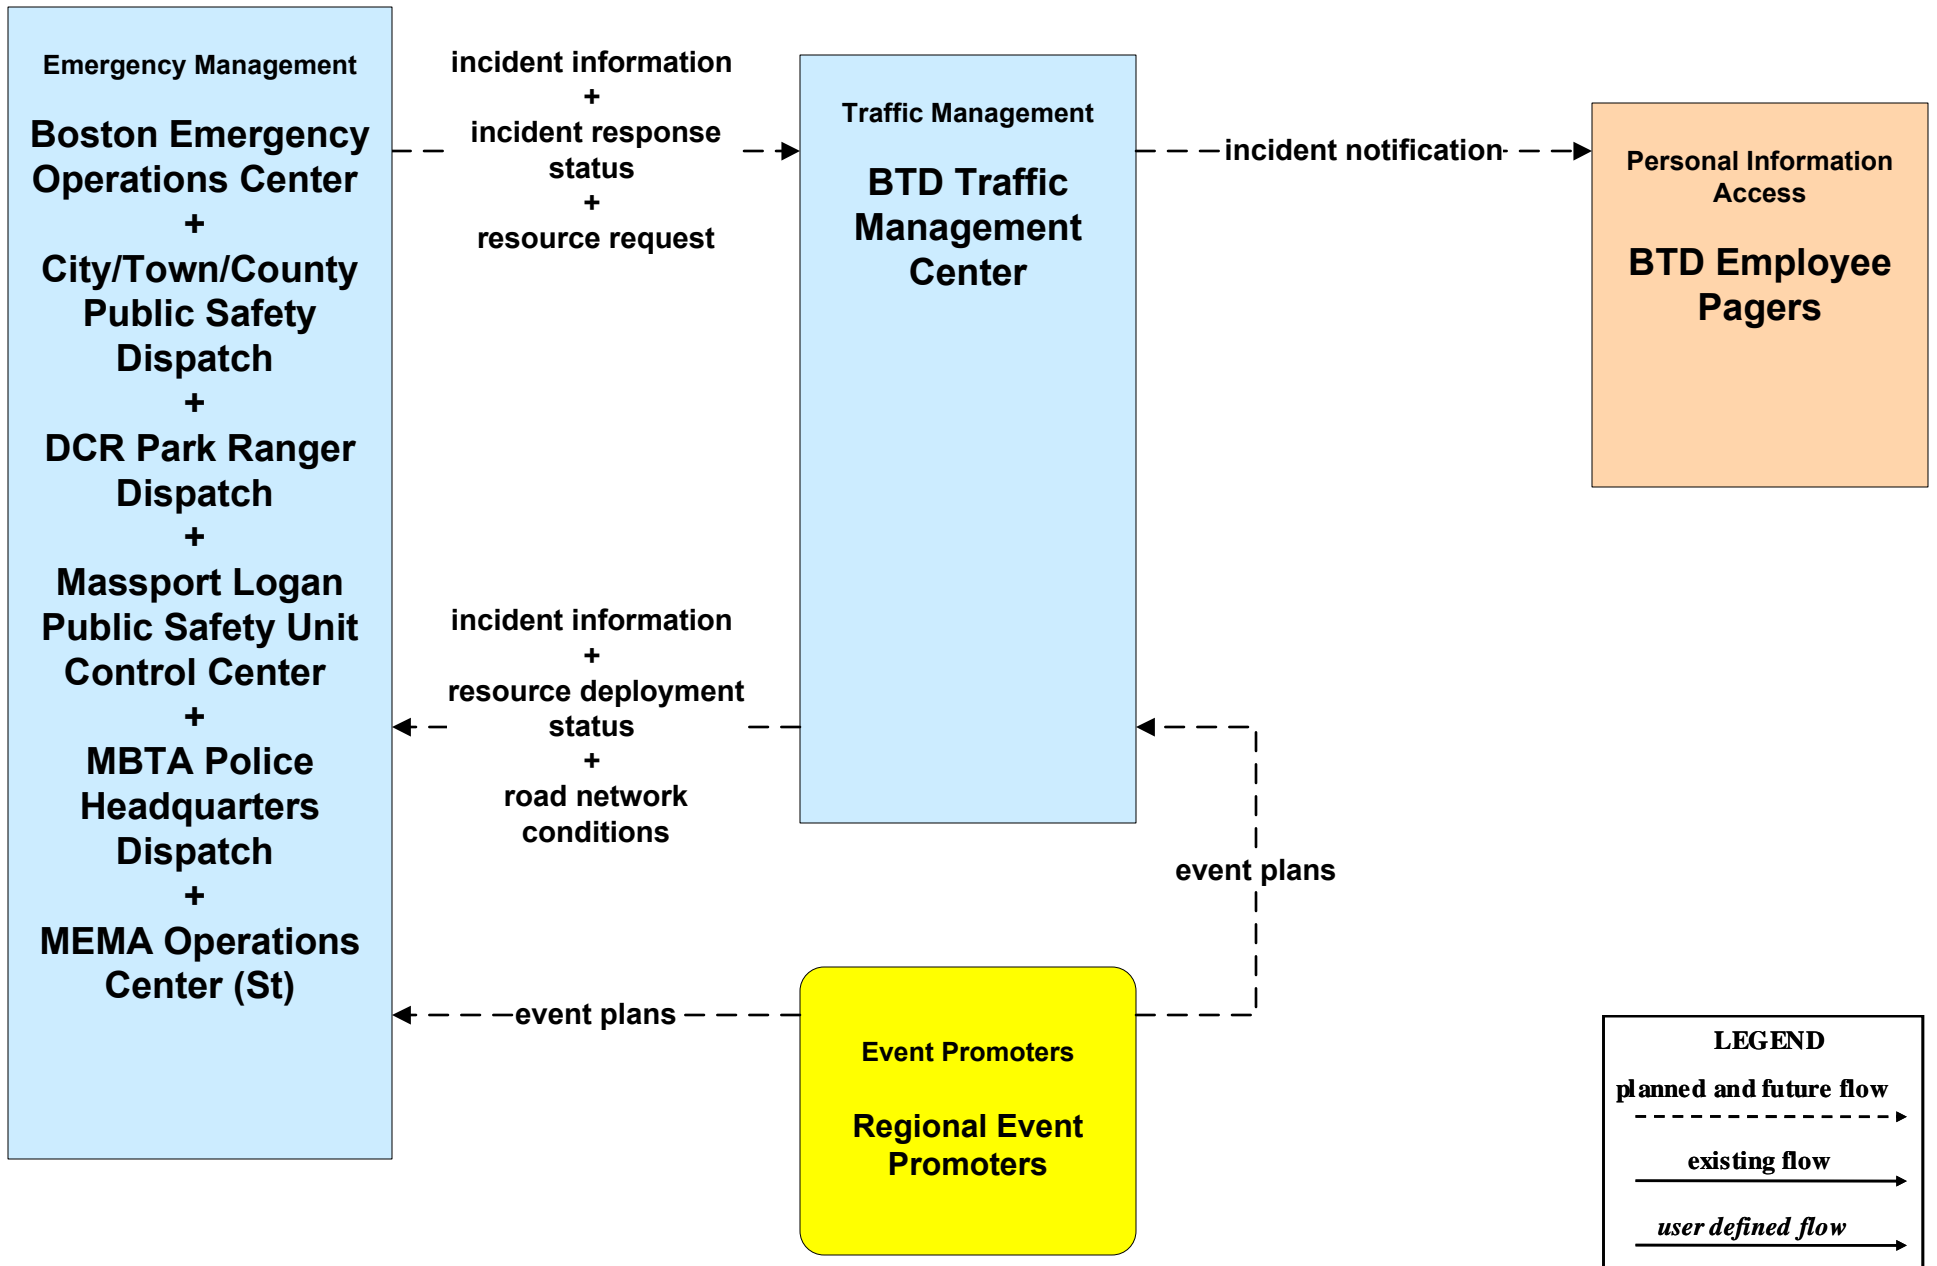 Emergency Management
Boston Emergency
Operations Center
+
City/Town/County
Public Safety
Dispatch
+
DCR Park Ranger
Dispatch
+
Massport Logan
Public Safety Unit
Control Center
+
MBTA Police
Headquarters
Dispatch
+
MEMA Operations
Center (St)
incident information
+
incident response
status
+
resource request
incident information
+
resource deployment
status
+
road network
conditions
event plans
Traffic Management
BTD Traffic
Management
Center
incident notification
Personal Information
Access
BTD Employee
Pagers
event plans
Event Promoters
Regional Event
Promoters
LEGEND
planned and future flow
existing flow
user defined flow